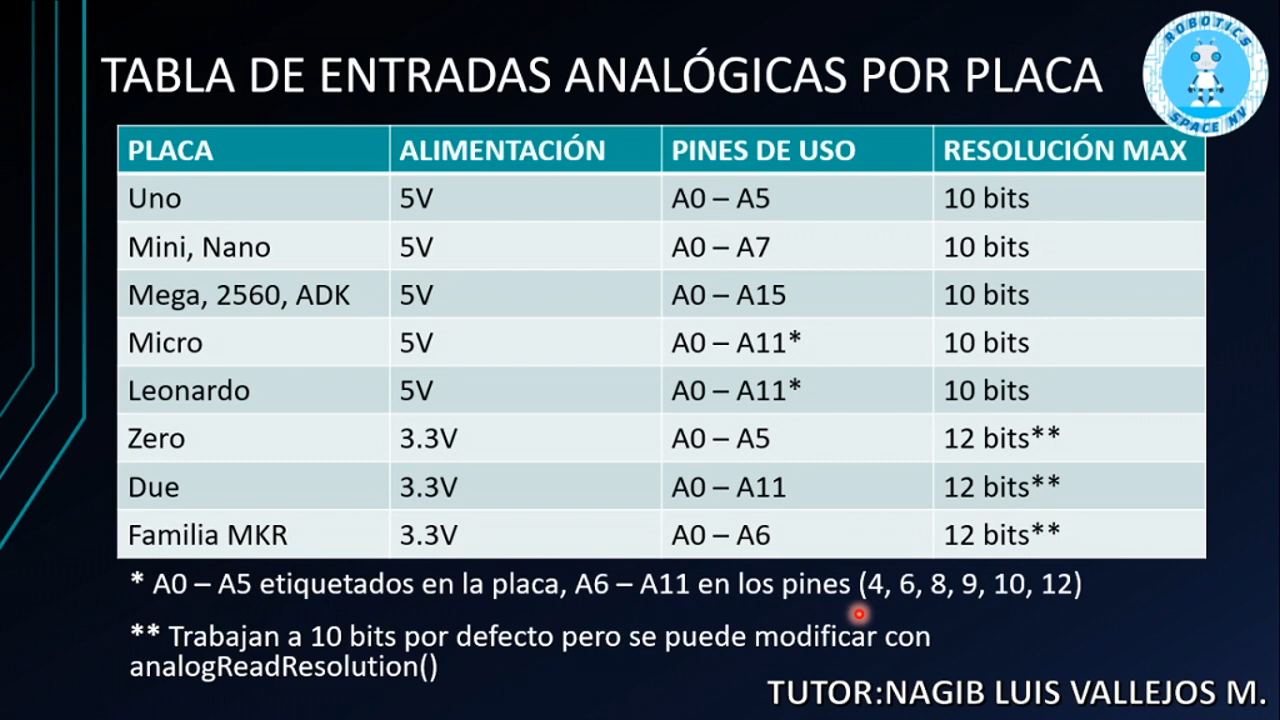 TABLA DE ENTRADAS ANALÓGICAS POR PLACA
ROBOTICS
SPACE NV
PLACA ALIMENTACIÓN PINES DE USO RESOLUCIÓN MAX
Uno 5V A0 – A5 10 bits
Mini, Nano 5V A0 – A7 10 bits
Mega, 2560, ADK 5V A0 – A15 10 bits
Micro 5V A0 – A11* 10 bits
Leonardo 5V A0 – A11* 10 bits
Zero 3.3V A0 – A5 12 bits**
Due 3.3V A0 – A11 12 bits**
Familia MKR 3.3V A0 – A6 12 bits**
* A0 – A5 etiquetados en la placa, A6 – A11 en los pines (4, 6, 8, 9, 10, 12)
** Trabajan a 10 bits por defecto pero se puede modificar con
analogReadResolution()
TUTOR:NAGIB LUIS VALLEJOS M.